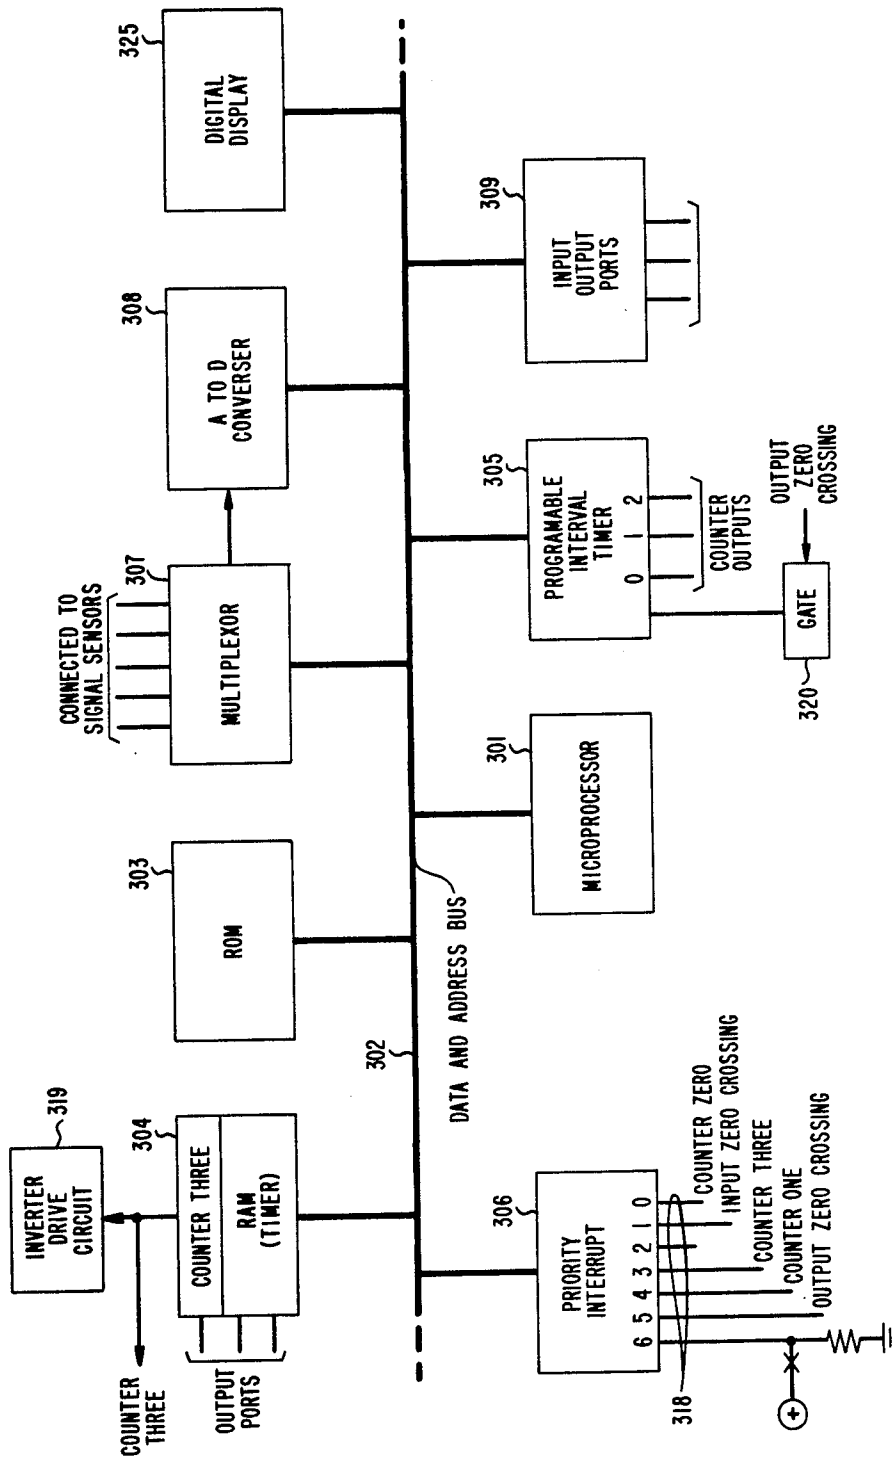 319
INVERTER
DRIVE
CIRCUIT
COUNTER
THREE
304
COUNTER THREE
RAM
(TIMER)
OUTPUT
PORTS
303
ROM
CONNECTED TO
SIGNAL SENSORS
307
MULTIPLEXOR
308
A TO D
CONVERSER
325
DIGITAL
DISPLAY
302
DATA AND ADDRESS BUS
306
PRIORITY
INTERRUPT
6 5 4 3 2 1 0
318
COUNTER ZERO
INPUT ZERO CROSSING
COUNTER THREE
COUNTER ONE
OUTPUT ZERO CROSSING
+
301
MICROPROCESSOR
305
PROGRAMABLE
INTERVAL
TIMER
0 1 2
COUNTER
OUTPUTS
320
GATE
OUTPUT
ZERO
CROSSING
309
INPUT
OUTPUT
PORTS